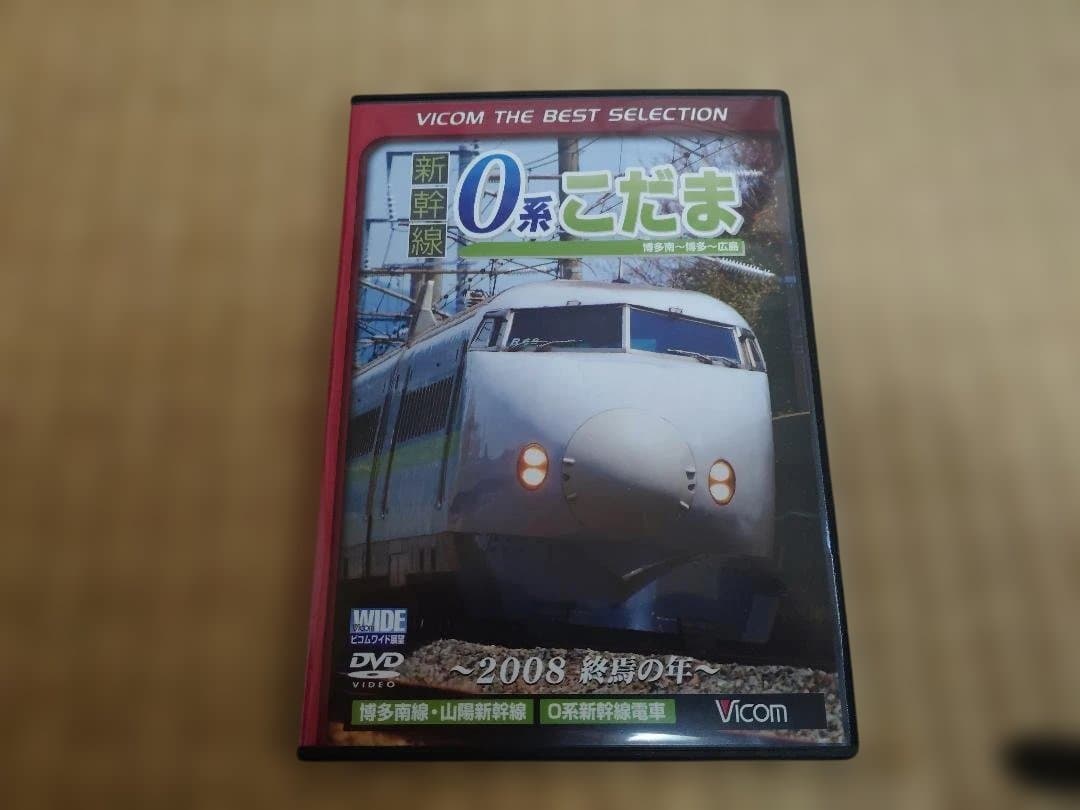 VICOM THE BEST SELECTION
新幹線
0系こだま
博多南～博多～広島
WIDE
Vicom
ビコムワイド展望
DVD
VIDEO
～2008 終焉の年～
博多南線・山陽新幹線
0系新幹線電車
Vicom